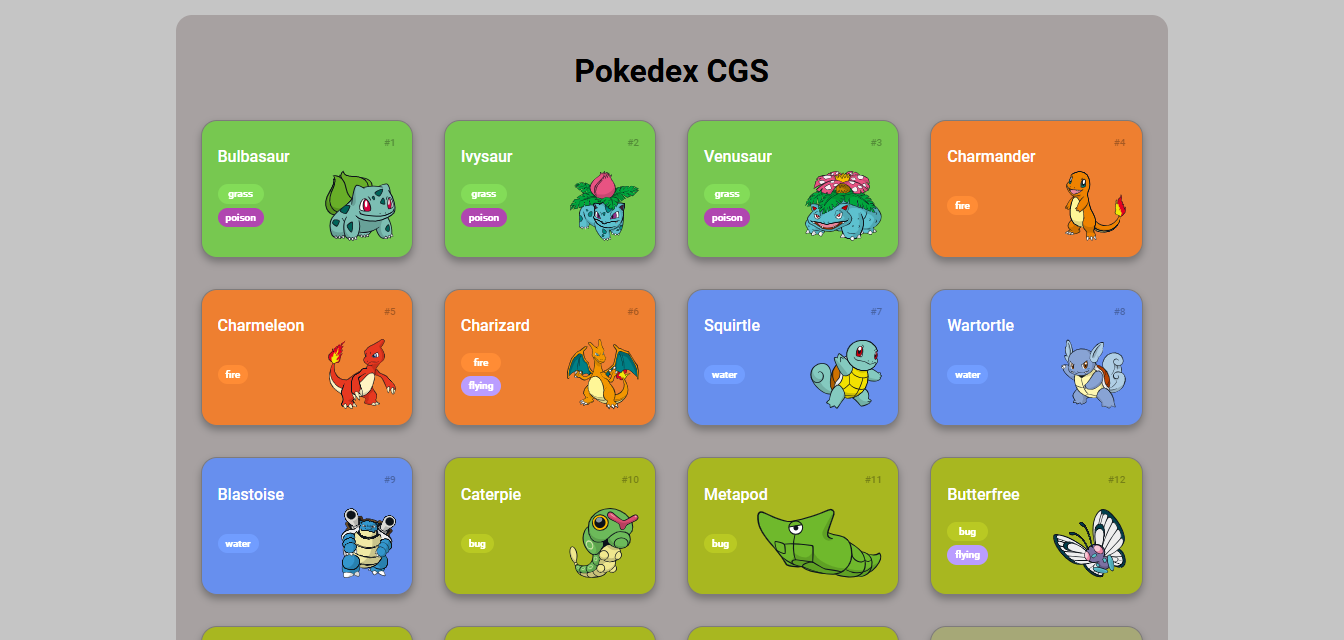 Pokedex CGS
#1
Bulbasaur
grass
poison
#2
Ivysaur
grass
poison
#3
Venusaur
grass
poison
#4
Charmander
fire
#5
Charmeleon
fire
#6
Charizard
fire
flying
#7
Squirtle
water
#8
Wartortle
water
#9
Blastoise
water
#10
Caterpie
bug
#11
Metapod
bug
#12
Butterfree
bug
flying